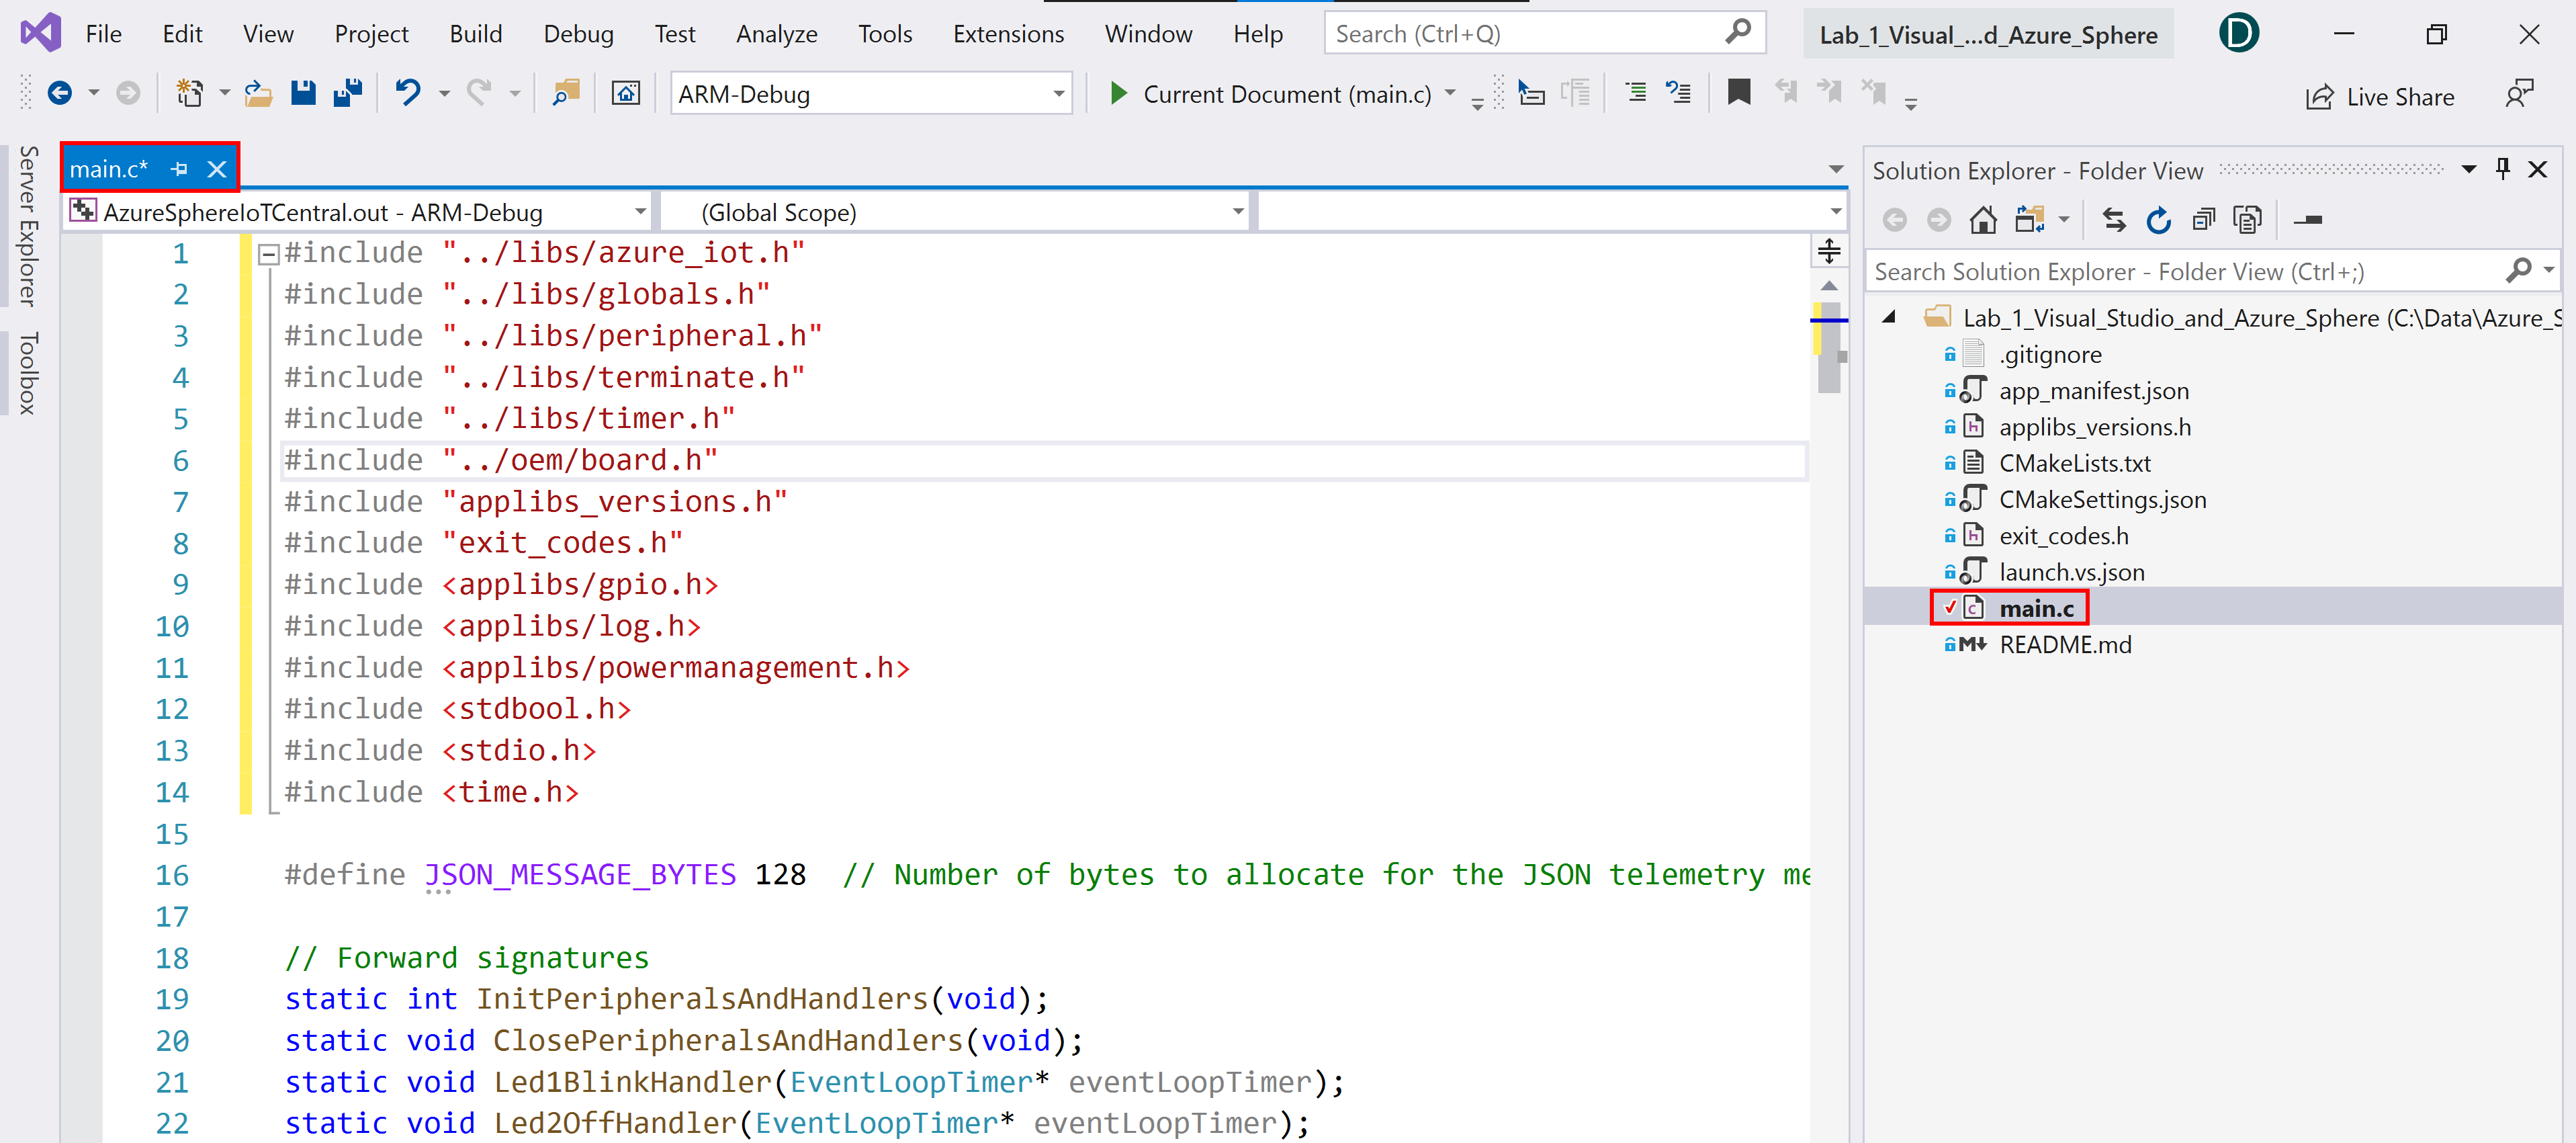 File Edit View Project Build Debug Test Analyze Tools Extensions Window Help Search (Ctrl+Q) Lab_1_Visual_...d_Azure_Sphere D
ARM-Debug Current Document (main.c) Live Share
Server Explorer
Toolbox
main.c*
AzureSphereIoTCentral.out - ARM-Debug (Global Scope)
1 #include "../libs/azure_iot.h"
2 #include "../libs/globals.h"
3 #include "../libs/peripheral.h"
4 #include "../libs/terminate.h"
5 #include "../libs/timer.h"
6 #include "../oem/board.h"
7 #include "applibs_versions.h"
8 #include "exit_codes.h"
9 #include <applibs/gpio.h>
10 #include <applibs/log.h>
11 #include <applibs/powermanagement.h>
12 #include <stdbool.h>
13 #include <stdio.h>
14 #include <time.h>
15
16 #define JSON_MESSAGE_BYTES 128 // Number of bytes to allocate for the JSON telemetry me
17
18 // Forward signatures
19 static int InitPeripheralsAndHandlers(void);
20 static void ClosePeripheralsAndHandlers(void);
21 static void Led1BlinkHandler(EventLoopTimer* eventLoopTimer);
22 static void Led2OffHandler(EventLoopTimer* eventLoopTimer);
Solution Explorer - Folder View
Search Solution Explorer - Folder View (Ctrl+;)
Lab_1_Visual_Studio_and_Azure_Sphere (C:\Data\Azure_S
.gitignore
app_manifest.json
applibs_versions.h
CMakeLists.txt
CMakeSettings.json
exit_codes.h
launch.vs.json
main.c
README.md